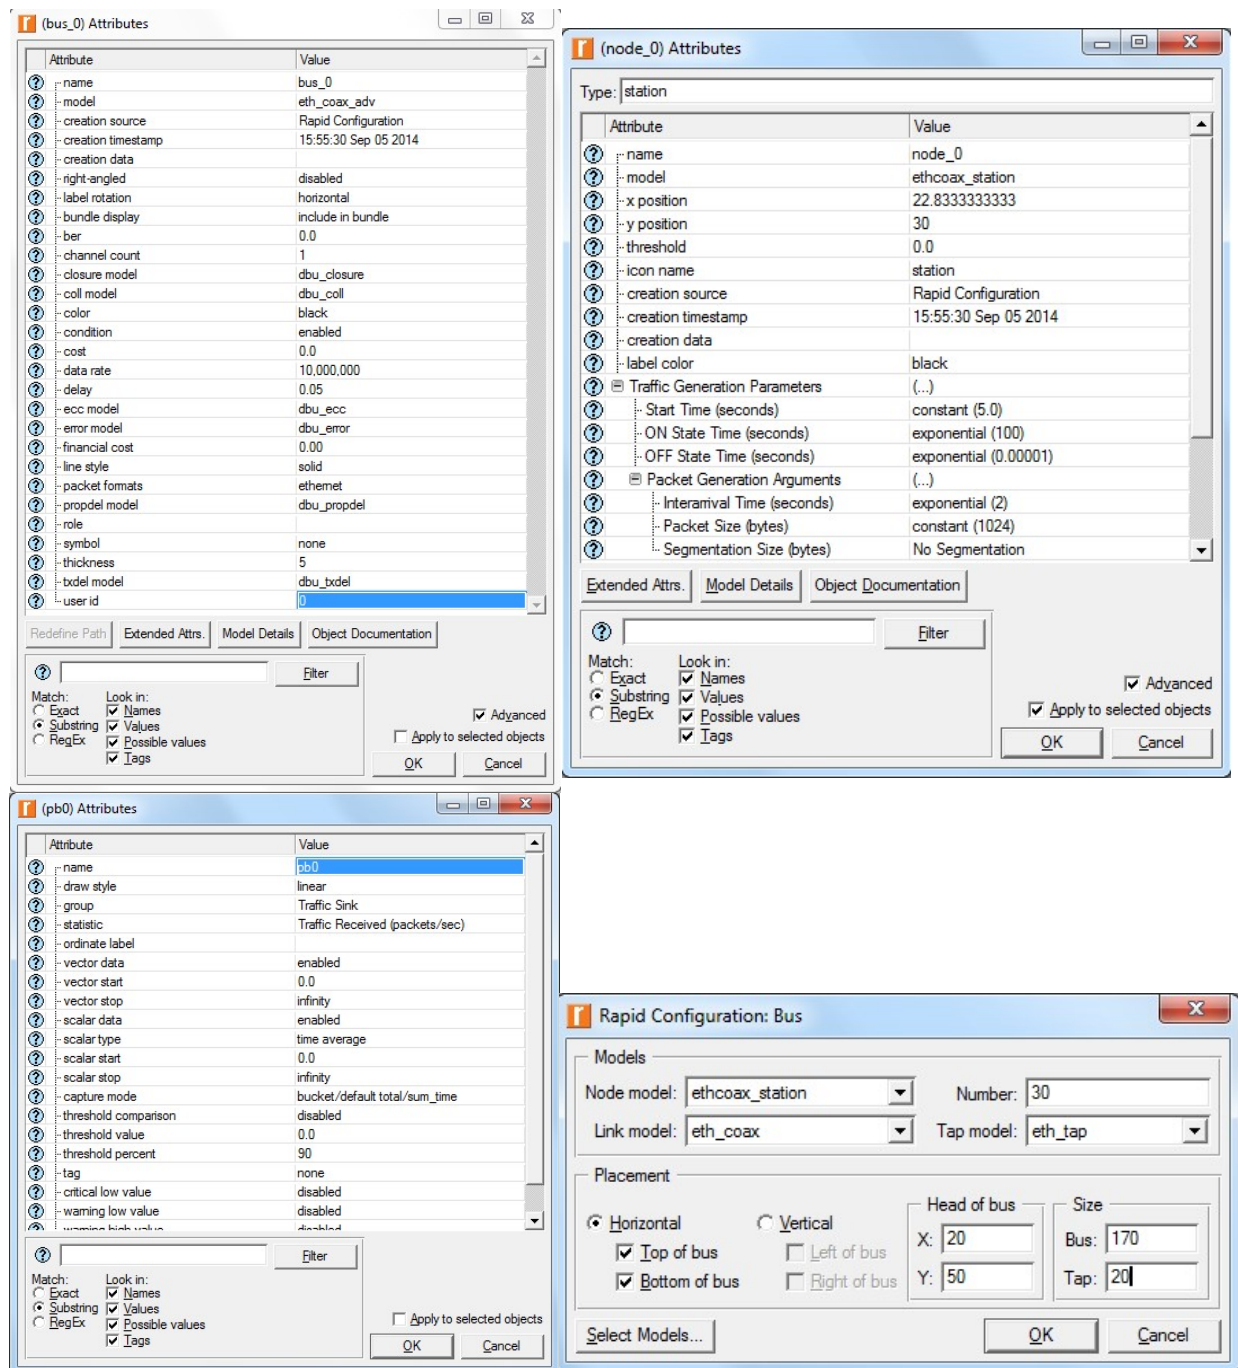 (bus_0) Attributes
Attribute Value
name bus_0
model eth_coax_adv
creation source Rapid Configuration
creation timestamp 15:55:30 Sep 05 2014
creation data
right-angled disabled
label rotation horizontal
bundle display include in bundle
ber 0.0
channel count 1
closure model dbu_closure
coll model dbu_coll
color black
condition enabled
cost 0.0
data rate 10,000,000
delay 0.05
ecc model dbu_ecc
error model dbu_error
financial cost 0.00
line style solid
packet formats ethernet
propdel model dbu_propdel
role
symbol none
thickness 5
txdel model dbu_txdel
user id 0
Redefine Path Extended Attrs. Model Details Object Documentation
Filter
Match: Look in:
Exact Names
Substring Values
RegEx Possible values
Tags
Advanced
Apply to selected objects
OK Cancel
(node_0) Attributes
Type: station
Attribute Value
name node_0
model ethcoax_station
x position 22.8333333333
y position 30
threshold 0.0
icon name station
creation source Rapid Configuration
creation timestamp 15:55:30 Sep 05 2014
creation data
label color black
Traffic Generation Parameters (...)
Start Time (seconds) constant (5.0)
ON State Time (seconds) exponential (100)
OFF State Time (seconds) exponential (0.00001)
Packet Generation Arguments (...)
Interarrival Time (seconds) exponential (2)
Packet Size (bytes) constant (1024)
Segmentation Size (bytes) No Segmentation
Extended Attrs. Model Details Object Documentation
Filter
Match: Look in:
Exact Names
Substring Values
RegEx Possible values
Tags
Advanced
Apply to selected objects
OK Cancel
(pb0) Attributes
Attribute Value
name pb0
draw style linear
group Traffic Sink
statistic Traffic Received (packets/sec)
ordinate label
vector data enabled
vector start 0.0
vector stop infinity
scalar data enabled
scalar type time average
scalar start 0.0
scalar stop infinity
capture mode bucket/default total/sum_time
threshold comparison disabled
threshold value 0.0
threshold percent 90
tag none
critical low value disabled
warning low value disabled
warning high value disabled
Filter
Match: Look in:
Exact Names
Substring Values
RegEx Possible values
Tags
Apply to selected objects
OK Cancel
Rapid Configuration: Bus
Models
Node model: ethcoax_station Number: 30
Link model: eth_coax Tap model: eth_tap
Placement
Horizontal Vertical
Top of bus Left of bus
Bottom of bus Right of bus
Head of bus
X: 20
Y: 50
Size
Bus: 170
Tap: 20
Select Models... OK Cancel